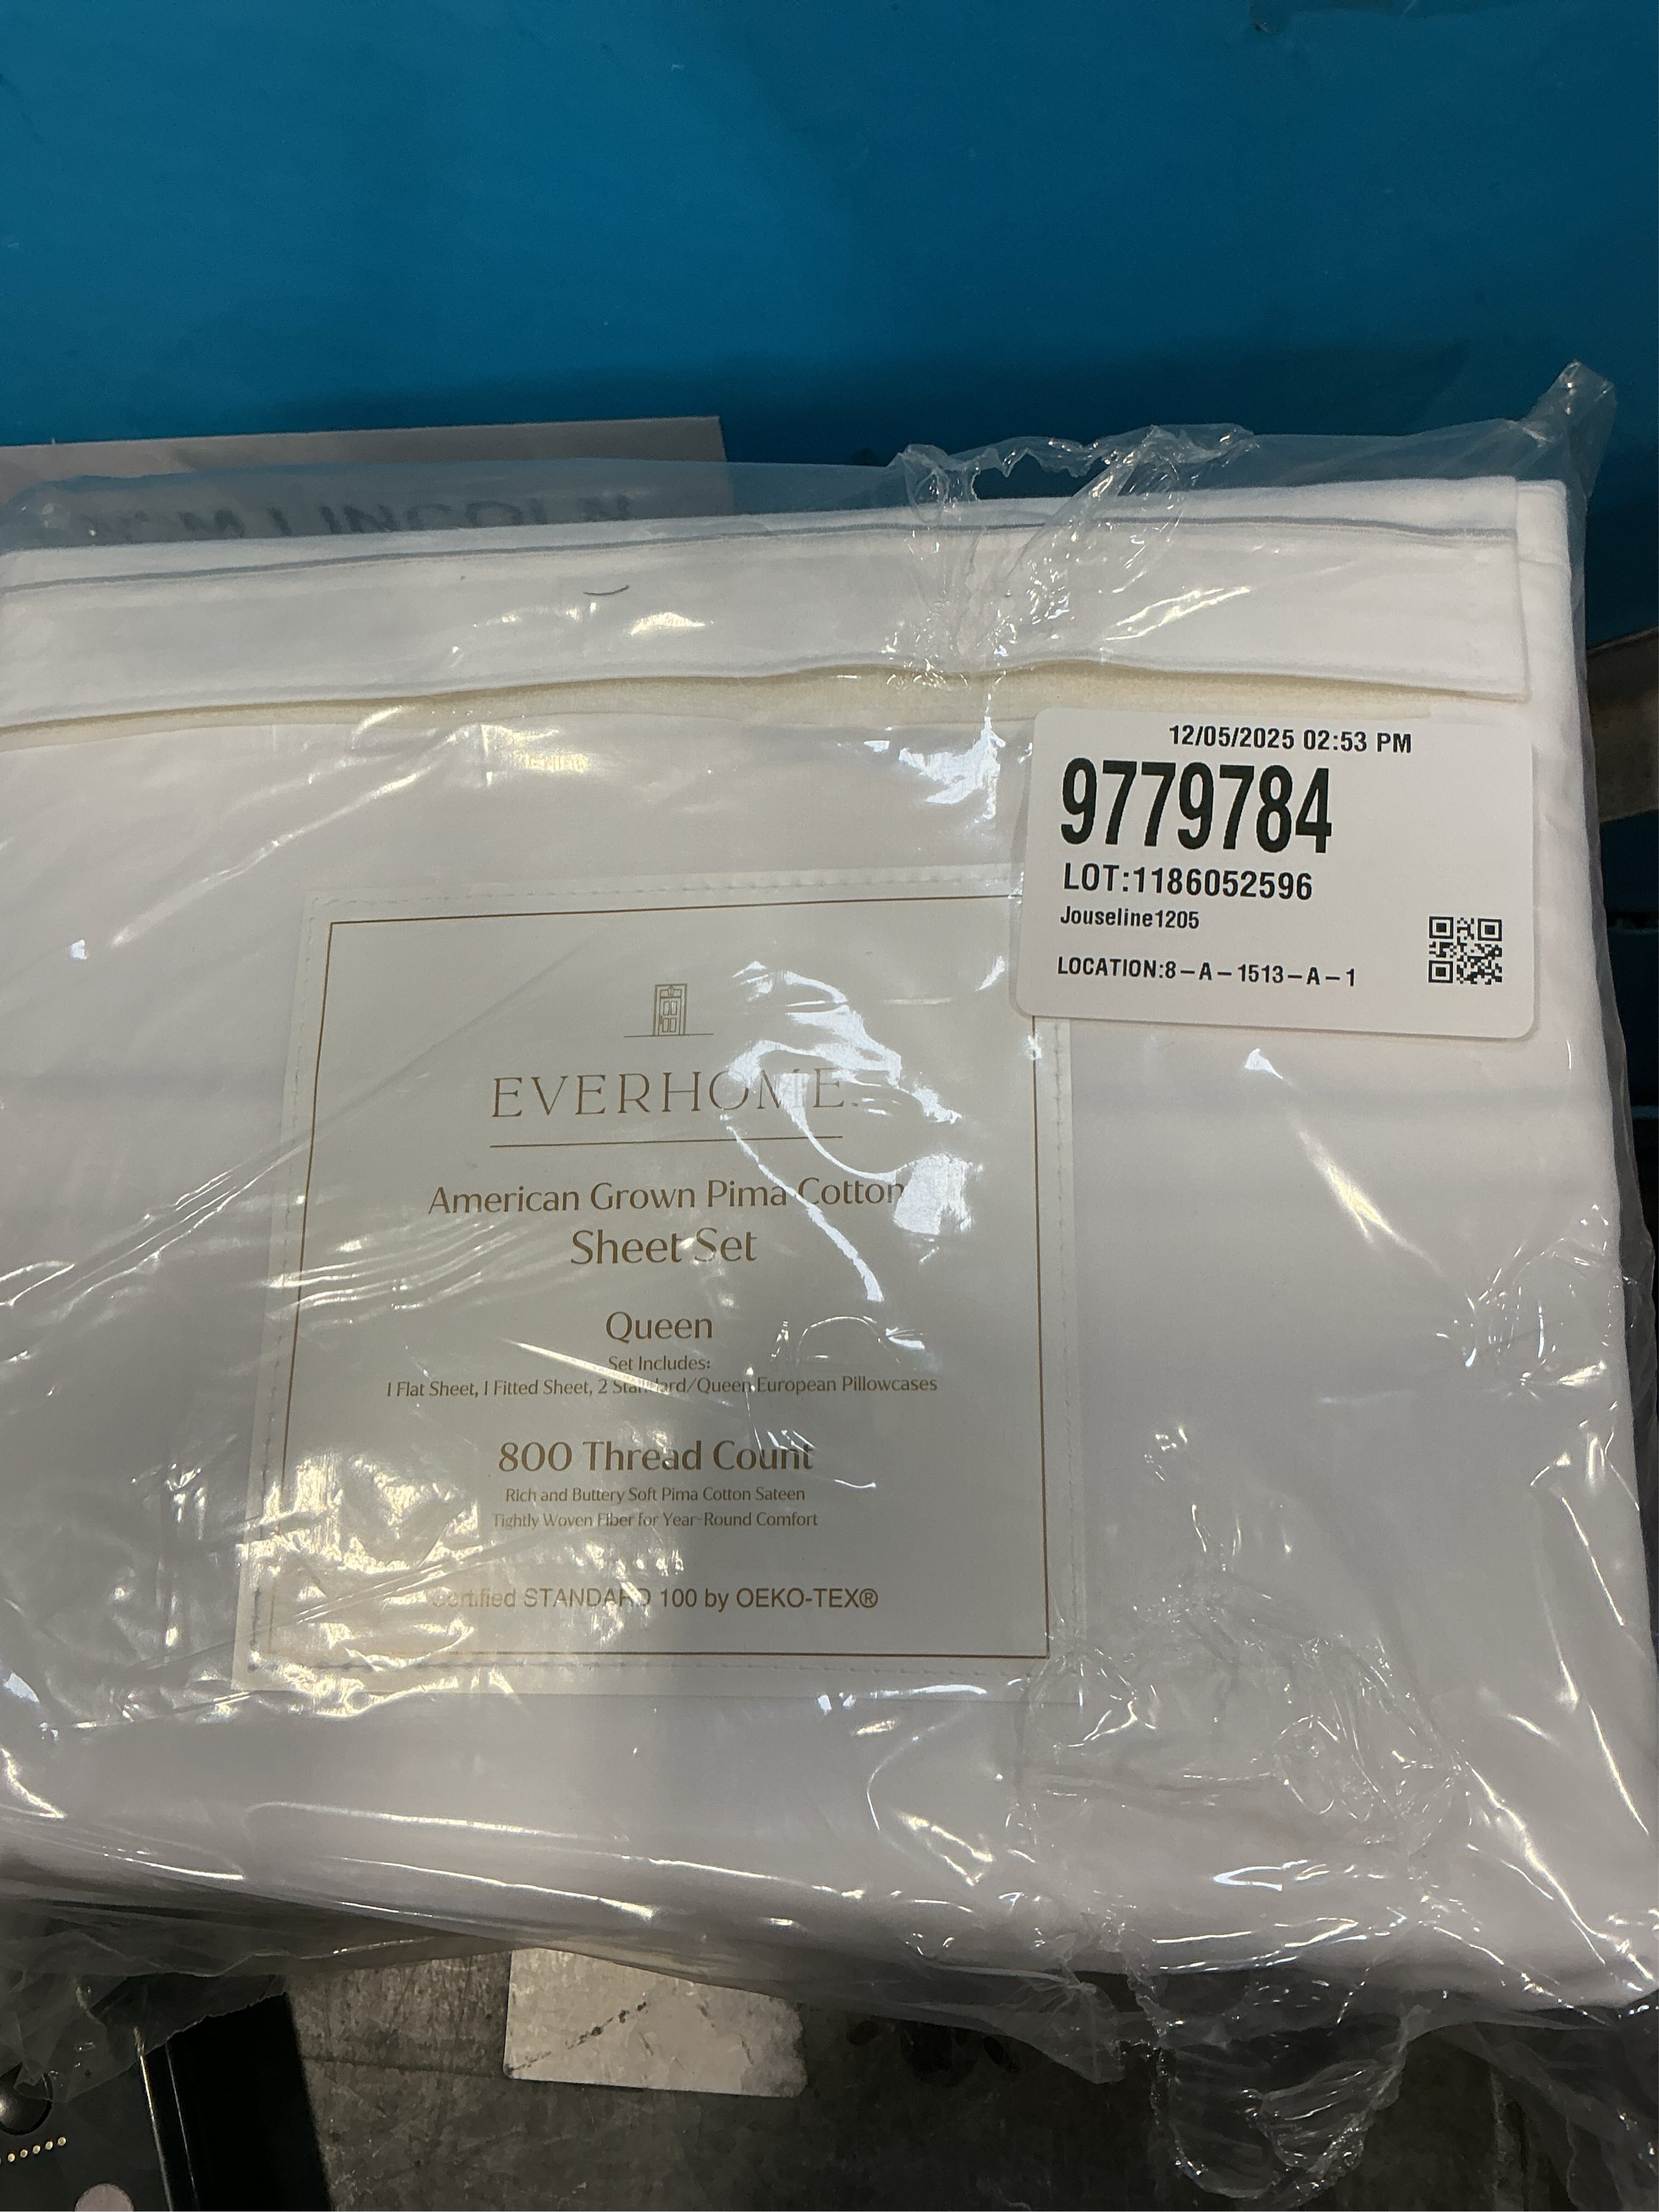 12/05/2025 02:53 PM
9779784
LOT:1186052596
Jouseline1205
LOCATION:8-A-1513-A-1
EVERHOME
American Grown Pima Cotton
Sheet Set
Queen
Set Includes:
1 Flat Sheet, 1 Fitted Sheet, 2 Standard/Queen European Pillowcases
800 Thread Count
Rich and Buttery Soft Pima Cotton Sateen
Tightly Woven Fiber for Year-Round Comfort
Certified STANDARD 100 by OEKO-TEX®